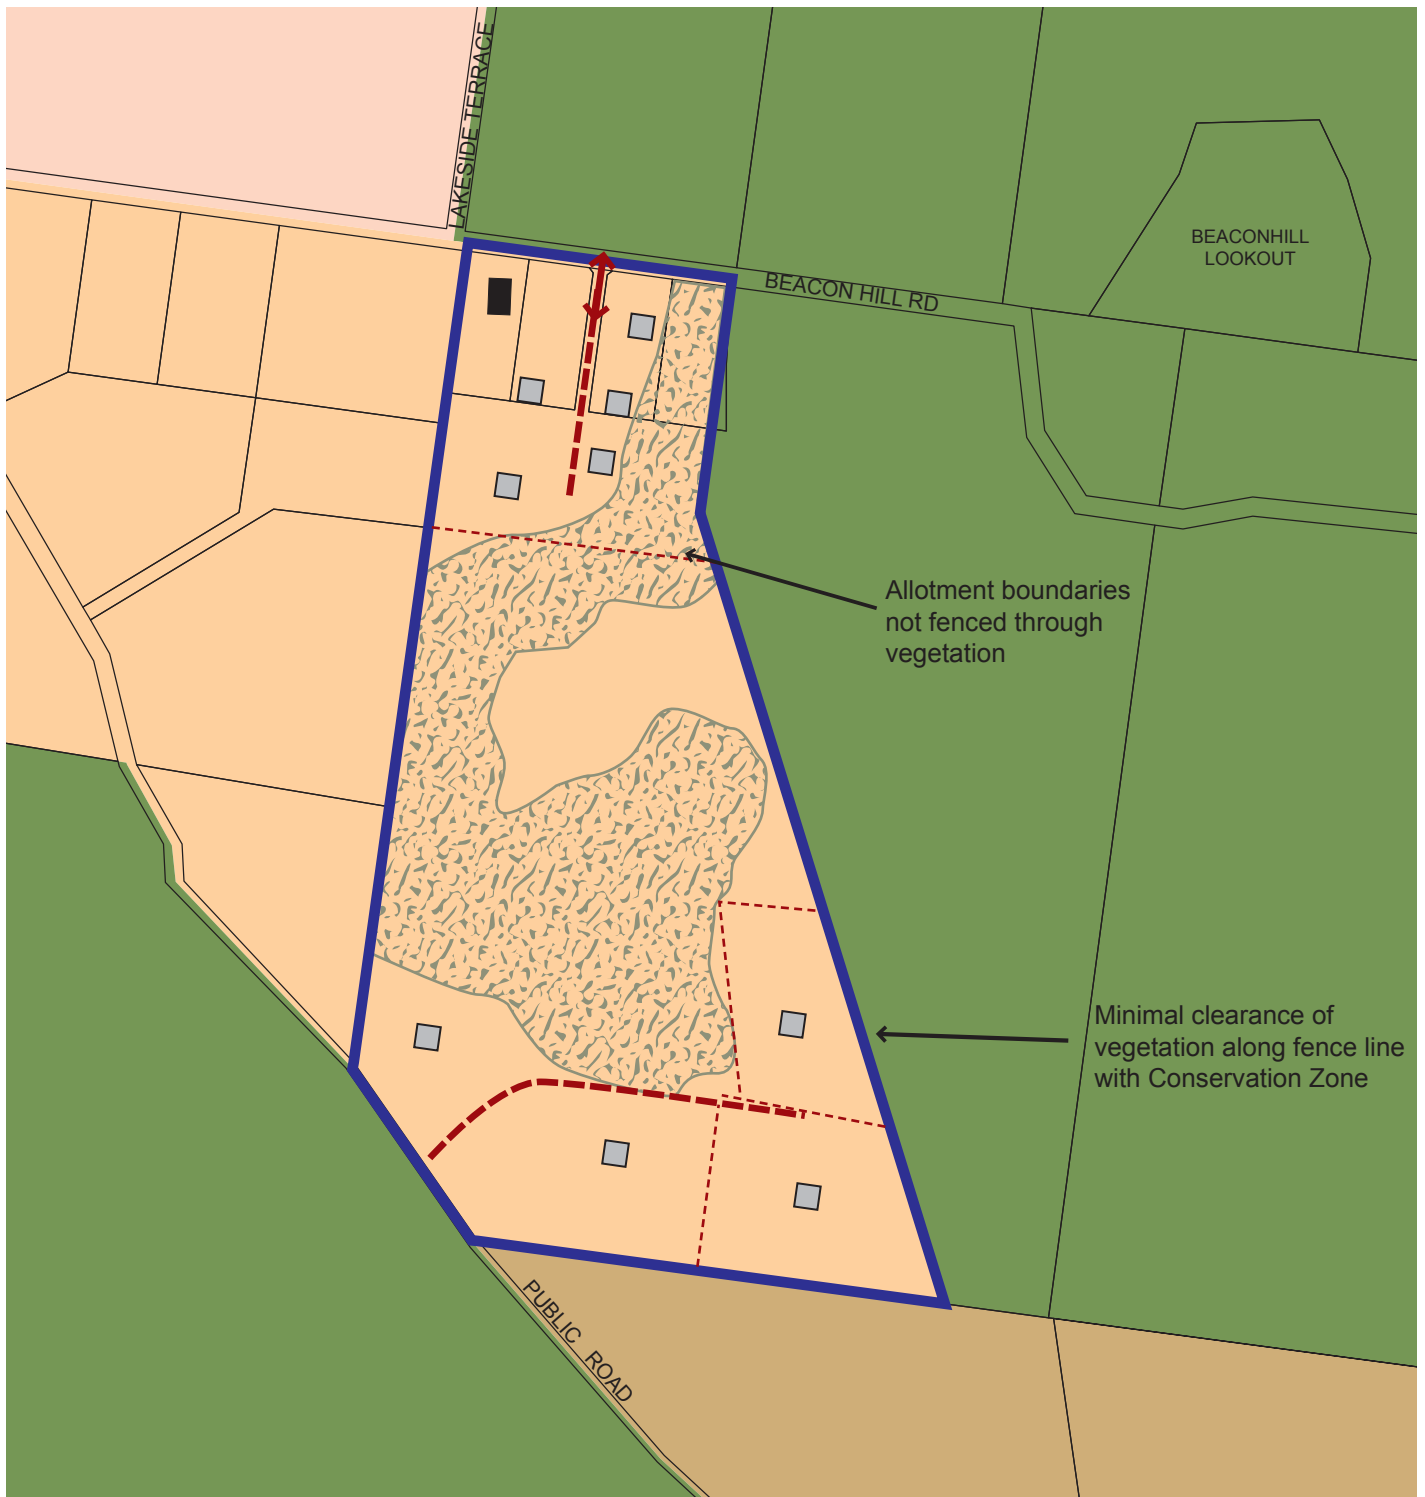 LAKESIDE TERRACE
BEACONHILL
LOOKOUT
BEACON HILL RD
Allotment boundaries
not fenced through
vegetation
Minimal clearance of
vegetation along fence line
with Conservation Zone
PUBLIC ROAD